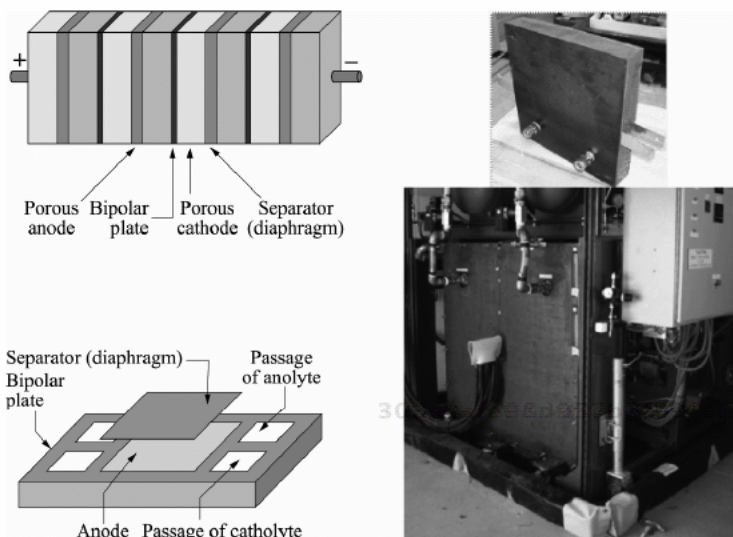 +
−
Porous
anode
Bipolar
plate
Porous
cathode
Separator
(diaphragm)
Separator (diaphragm)
Bipolar
plate
Passage
of anolyte
Anode
Passage of catholyte